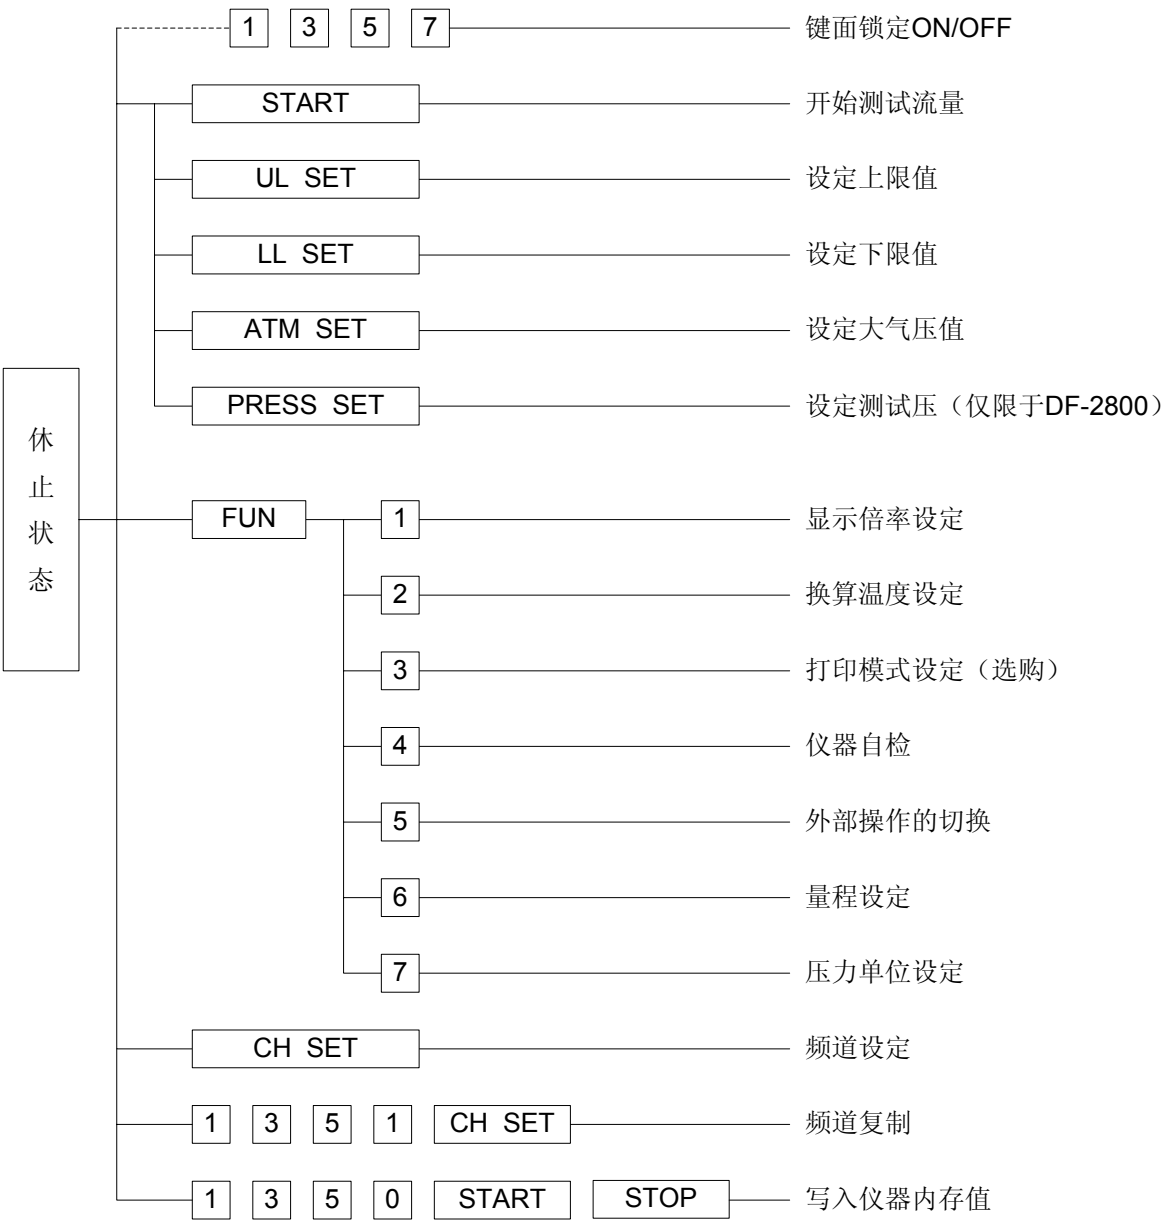 1 3 5 7 键面锁定ON/OFF
START 开始测试流量
UL SET 设定上限值
LL SET 设定下限值
ATM SET 设定大气压值
PRESS SET 设定测试压（仅限于DF-2800）
休
止
状
态
FUN 1 显示倍率设定
2 换算温度设定
3 打印模式设定（选购）
4 仪器自检
5 外部操作的切换
6 量程设定
7 压力单位设定
CH SET 频道设定
1 3 5 1 CH SET 频道复制
1 3 5 0 START STOP 写入仪器内存值